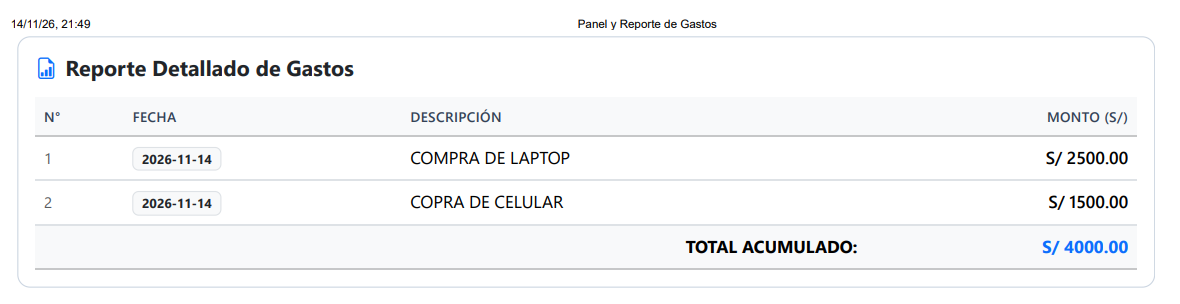 14/11/26, 21:49 Panel y Reporte de Gastos
Reporte Detallado de Gastos
N° FECHA DESCRIPCIÓN MONTO (S/)
1 2026-11-14 COMPRA DE LAPTOP S/ 2500.00
2 2026-11-14 COPRA DE CELULAR S/ 1500.00
TOTAL ACUMULADO: S/ 4000.00